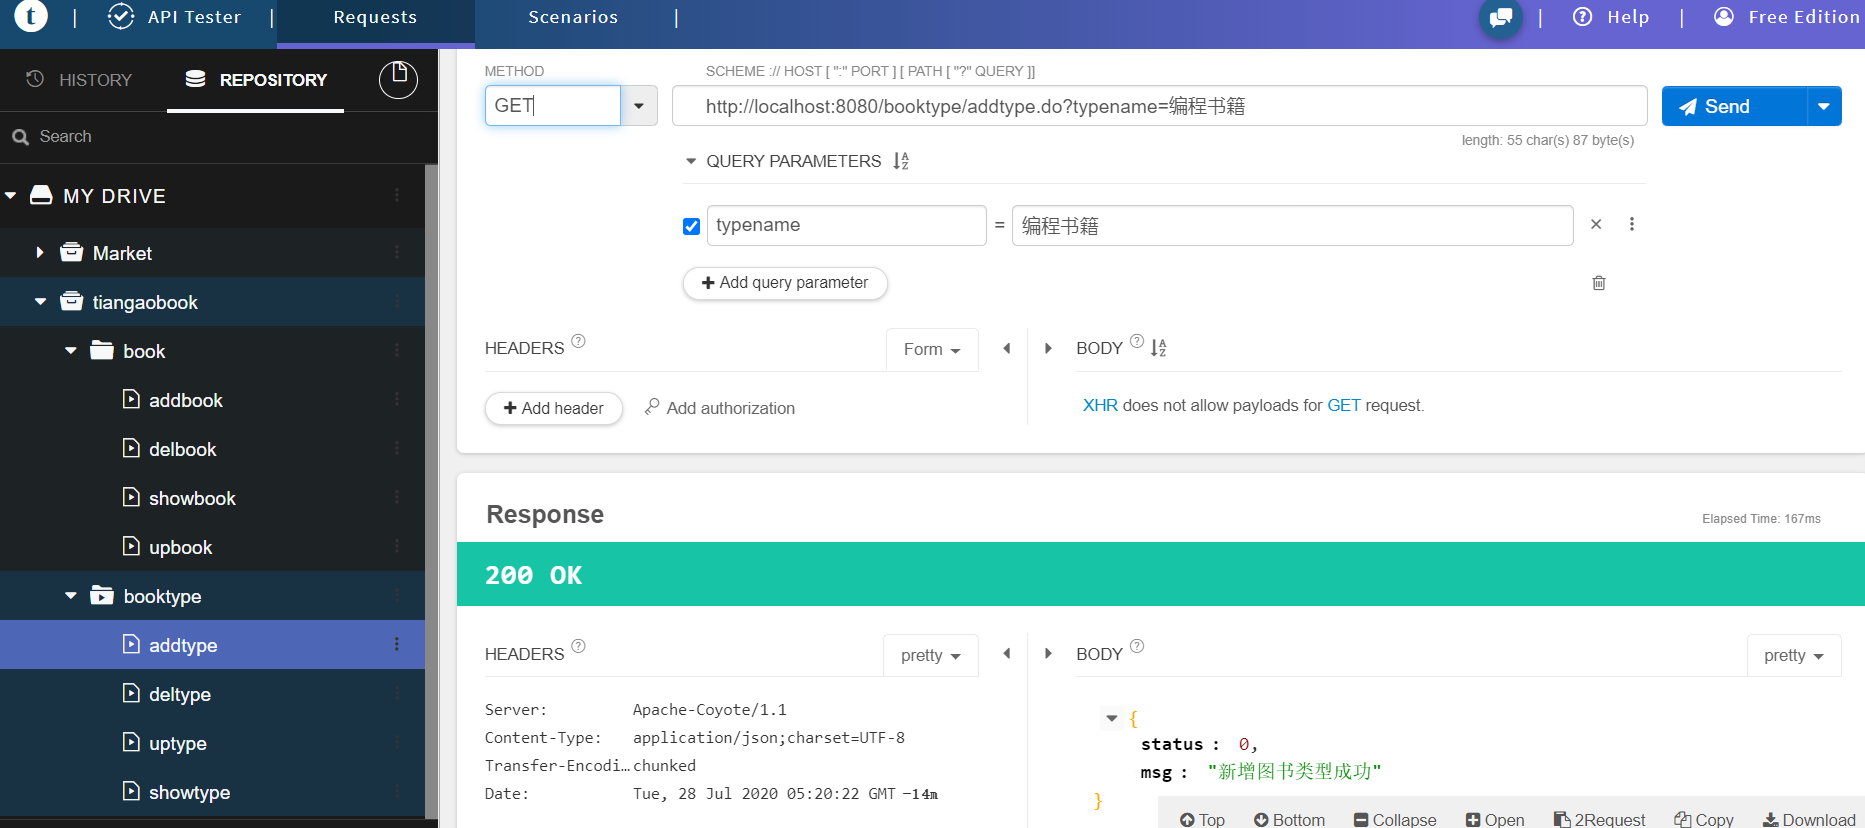 t | API Tester | Requests Scenarios | | Help | Free Edition
HISTORY REPOSITORY
Search
MY DRIVE
Market
tiangaobook
book
addbook
delbook
showbook
upbook
booktype
addtype
deltype
uptype
showtype
METHOD SCHEME :// HOST [ ":" PORT ] [ PATH [ "?" QUERY ]]
GET http://localhost:8080/booktype/addtype.do?typename=编程书籍 Send
length: 55 char(s) 87 byte(s)
QUERY PARAMETERS
typename = 编程书籍
Add query parameter
HEADERS ? Form BODY ?
Add header Add authorization
XHR does not allow payloads for GET request.
Response
Elapsed Time: 167ms
200 OK
HEADERS ? pretty BODY ? pretty
Server: Apache-Coyote/1.1
Content-Type: application/json;charset=UTF-8
Transfer-Encodi… chunked
Date: Tue, 28 Jul 2020 05:20:22 GMT -14m
{
status : 0,
msg : "新增图书类型成功"
}
Top Bottom Collapse Open 2Request Copy Download